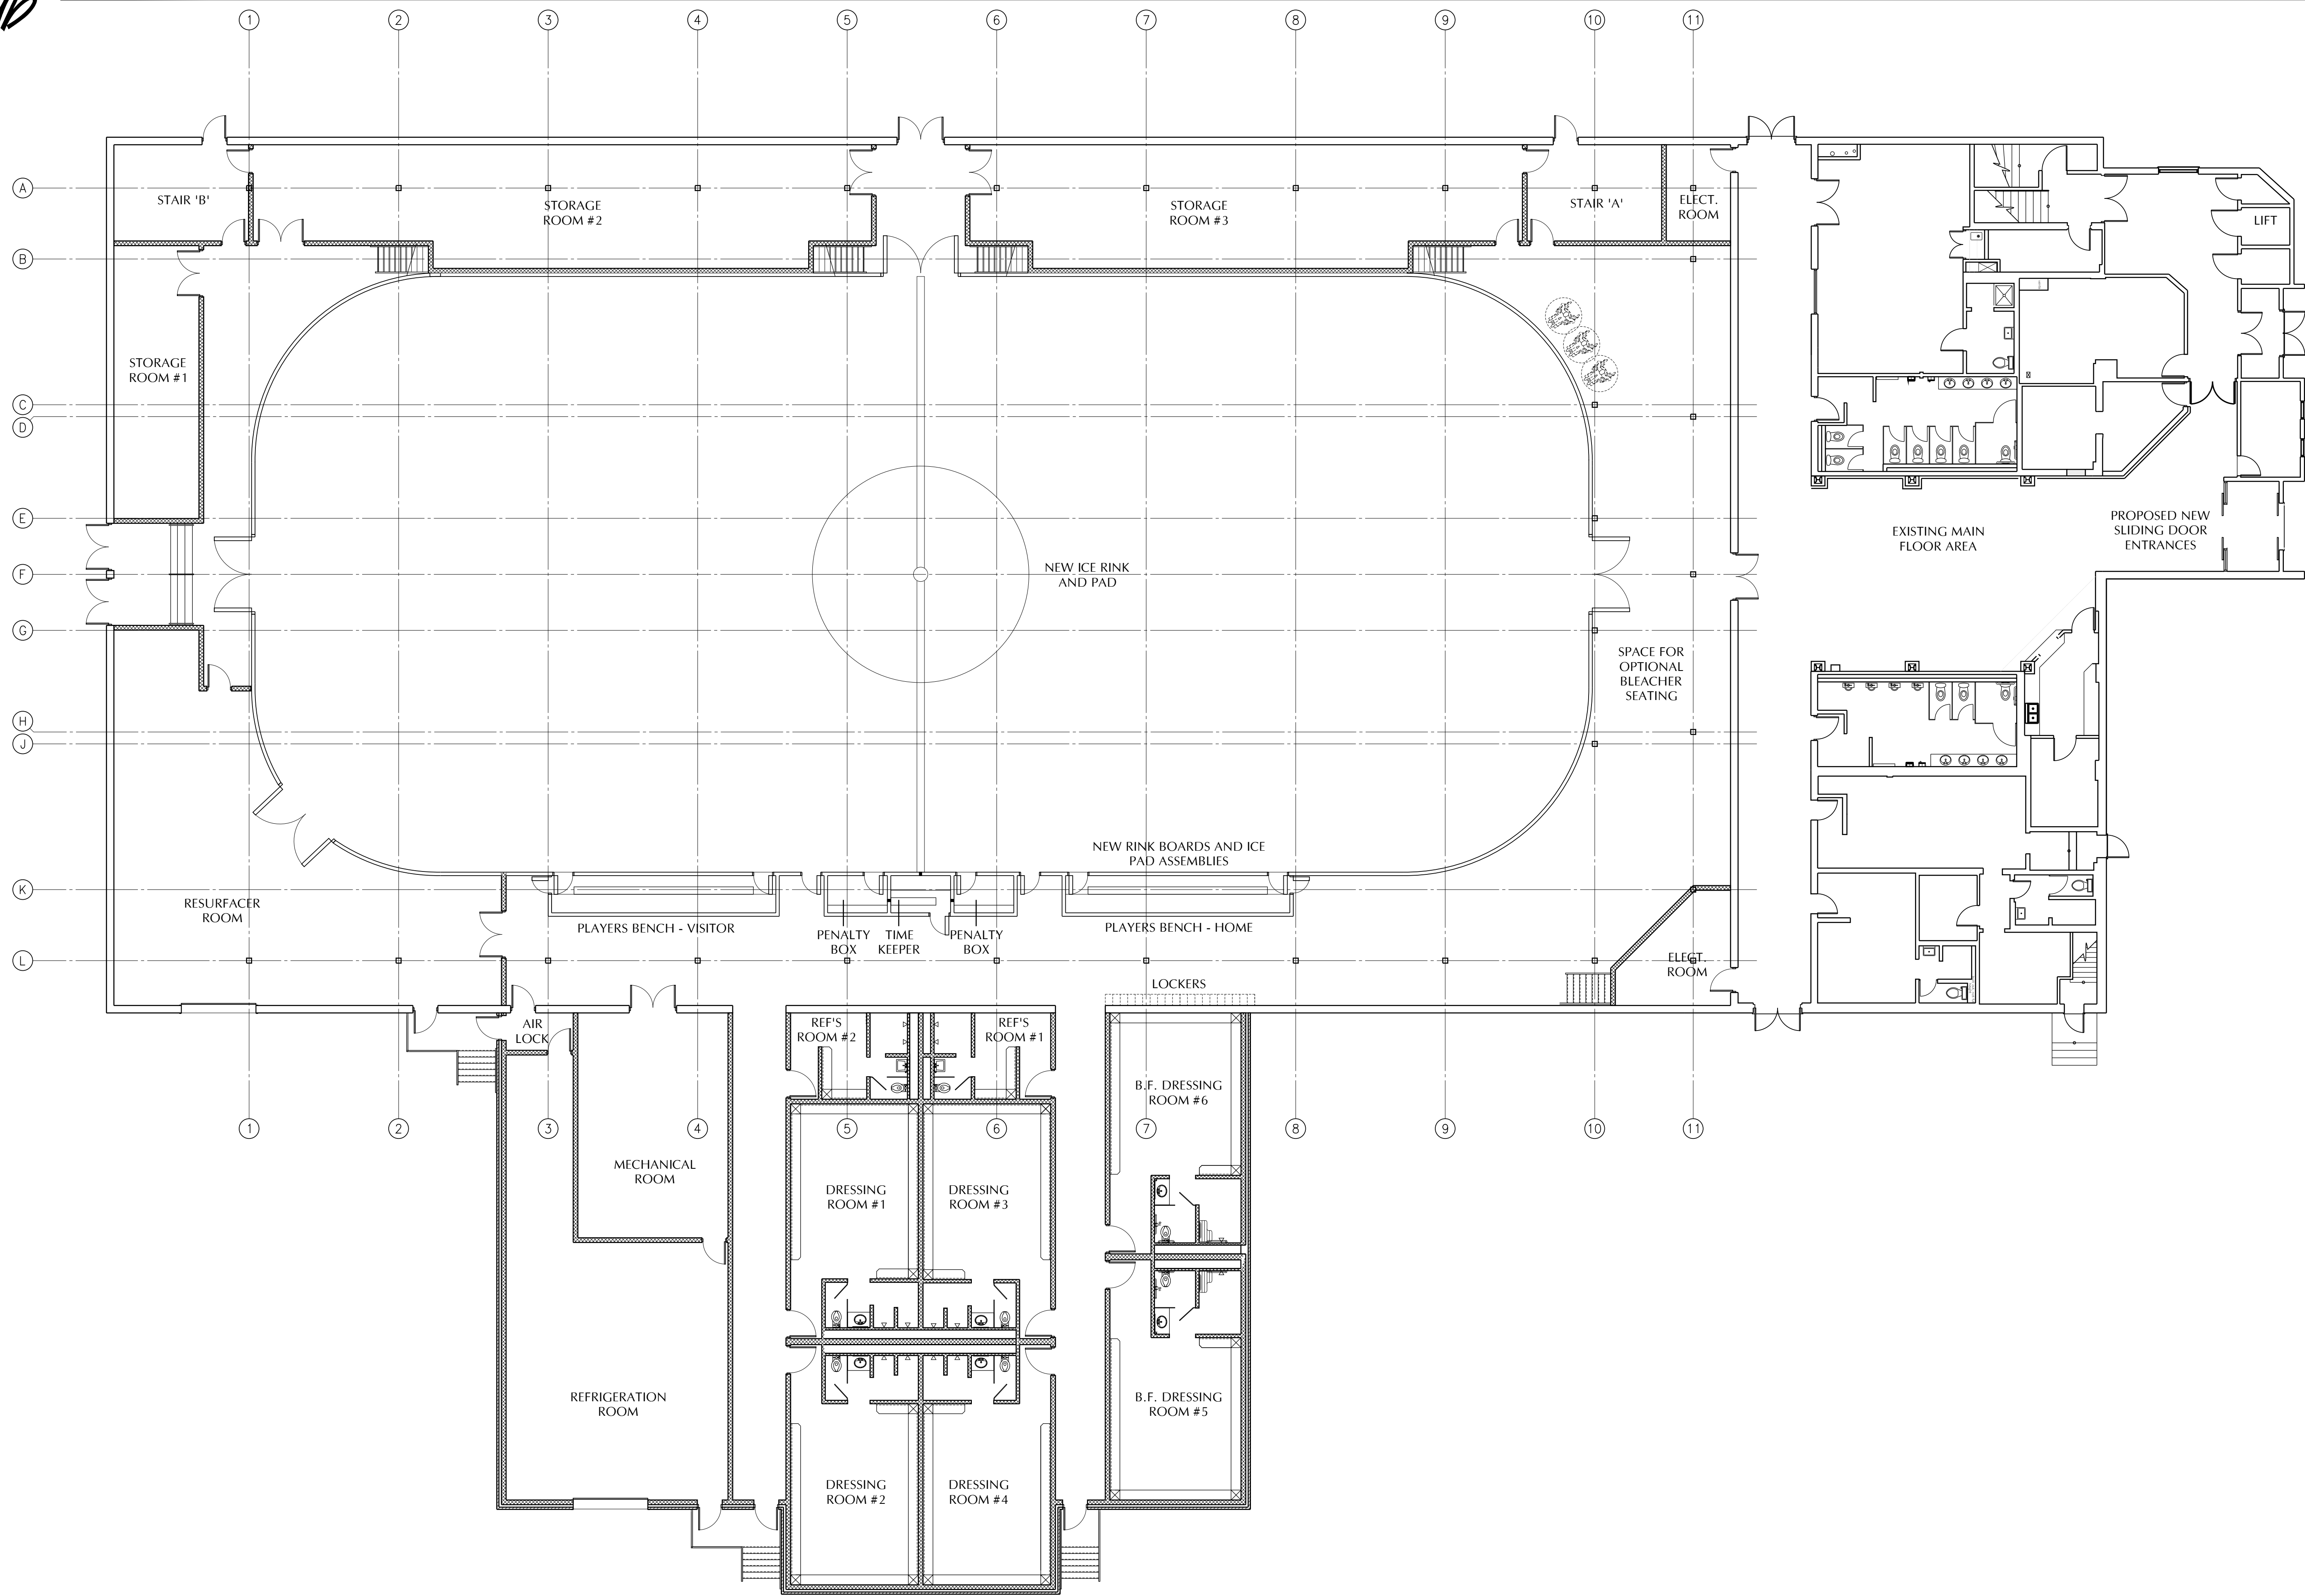 1 2 3 4 5 6 7 8 9 10 11
A
STAIR 'B'
STORAGE
ROOM #2
STORAGE
ROOM #3
STAIR 'A'
ELECT.
ROOM
LIFT
B
STORAGE
ROOM #1
C
D
E
EXISTING MAIN
FLOOR AREA
PROPOSED NEW
SLIDING DOOR
ENTRANCES
F
NEW ICE RINK
AND PAD
G
SPACE FOR
OPTIONAL
BLEACHER
SEATING
H
J
NEW RINK BOARDS AND ICE
PAD ASSEMBLIES
K
RESURFACER
ROOM
PLAYERS BENCH - VISITOR
PENALTY
BOX
TIME
KEEPER
PENALTY
BOX
PLAYERS BENCH - HOME
L
ELECT.
ROOM
LOCKERS
AIR
LOCK
REF'S
ROOM #2
REF'S
ROOM #1
B.F. DRESSING
ROOM #6
1 2 3 4 5 6 7 8 9 10 11
MECHANICAL
ROOM
DRESSING
ROOM #1
DRESSING
ROOM #3
REFRIGERATION
ROOM
B.F. DRESSING
ROOM #5
DRESSING
ROOM #2
DRESSING
ROOM #4